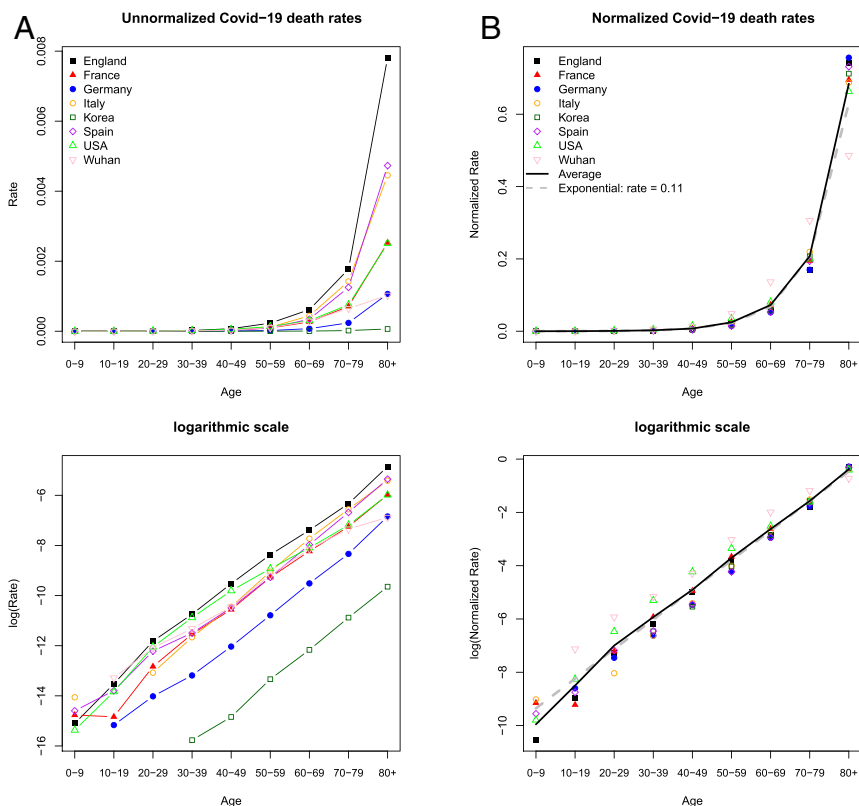 A
Unnormalized Covid−19 death rates
0.008
0.006
0.004
0.002
0.000
Rate
England
France
Germany
Italy
Korea
Spain
USA
Wuhan
0−9 10−19 20−29 30−39 40−49 50−59 60−69 70−79 80+
Age
B
Normalized Covid−19 death rates
0.6
0.4
0.2
0.0
Normalized Rate
England
France
Germany
Italy
Korea
Spain
USA
Wuhan
Average
Exponential: rate = 0.11
0−9 10−19 20−29 30−39 40−49 50−59 60−69 70−79 80+
Age
logarithmic scale
−6
−8
−10
−12
−14
−16
log(Rate)
0−9 10−19 20−29 30−39 40−49 50−59 60−69 70−79 80+
Age
logarithmic scale
0
−2
−4
−6
−8
−10
log(Normalized Rate)
0−9 10−19 20−29 30−39 40−49 50−59 60−69 70−79 80+
Age